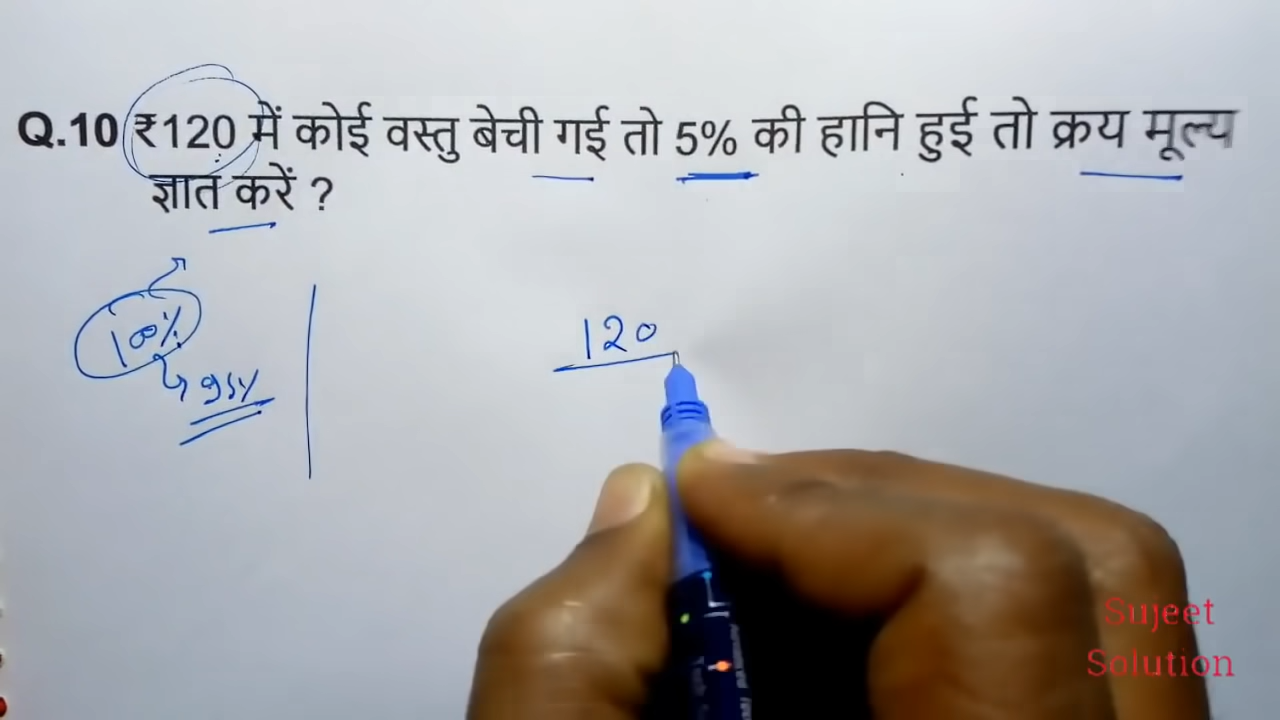 Q.10 ₹120 में कोई वस्तु बेची गई तो 5% की हानि हुई तो क्रय मूल्य
ज्ञात करें ?
100%
95%
120
Sujeet
Solution